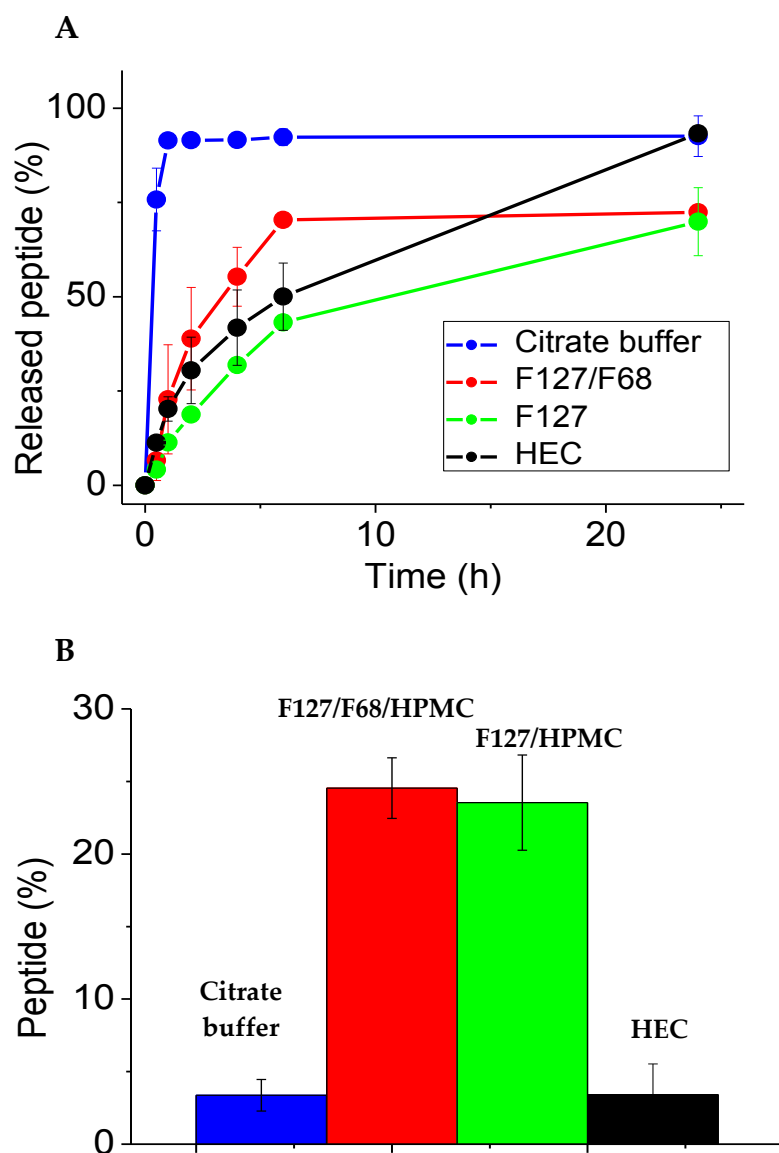 A
100
50
0
Released peptide (%)
Citrate buffer
F127/F68
F127
HEC
0
10
20
Time (h)
B
30
20
10
0
Peptide (%)
F127/F68/HPMC
F127/HPMC
Citrate
buffer
HEC